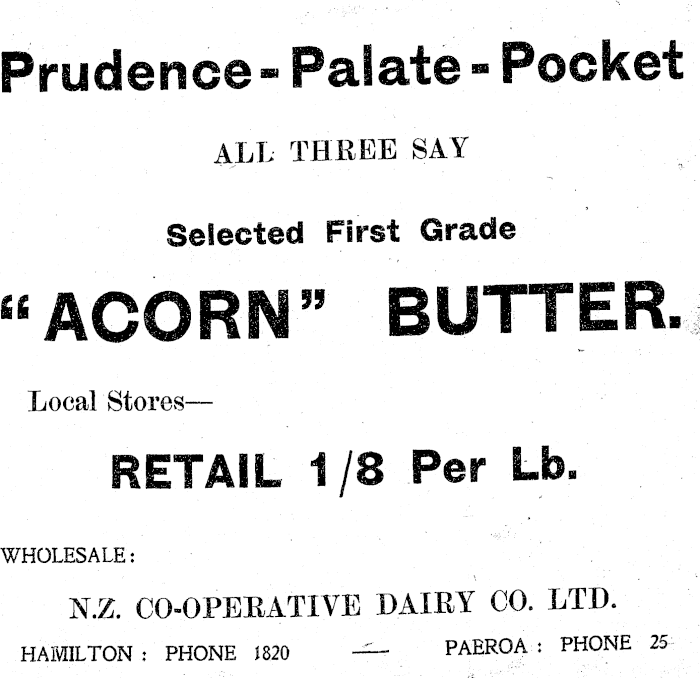 Prudence - Palate - Pocket
ALL THREE SAY
Selected First Grade
"ACORN" BUTTER.
Local Stores—
RETAIL 1/8 Per Lb.
WHOLESALE:
N.Z. CO-OPERATIVE DAIRY CO. LTD.
HAMILTON : PHONE 1820 — PAEROA : PHONE 25